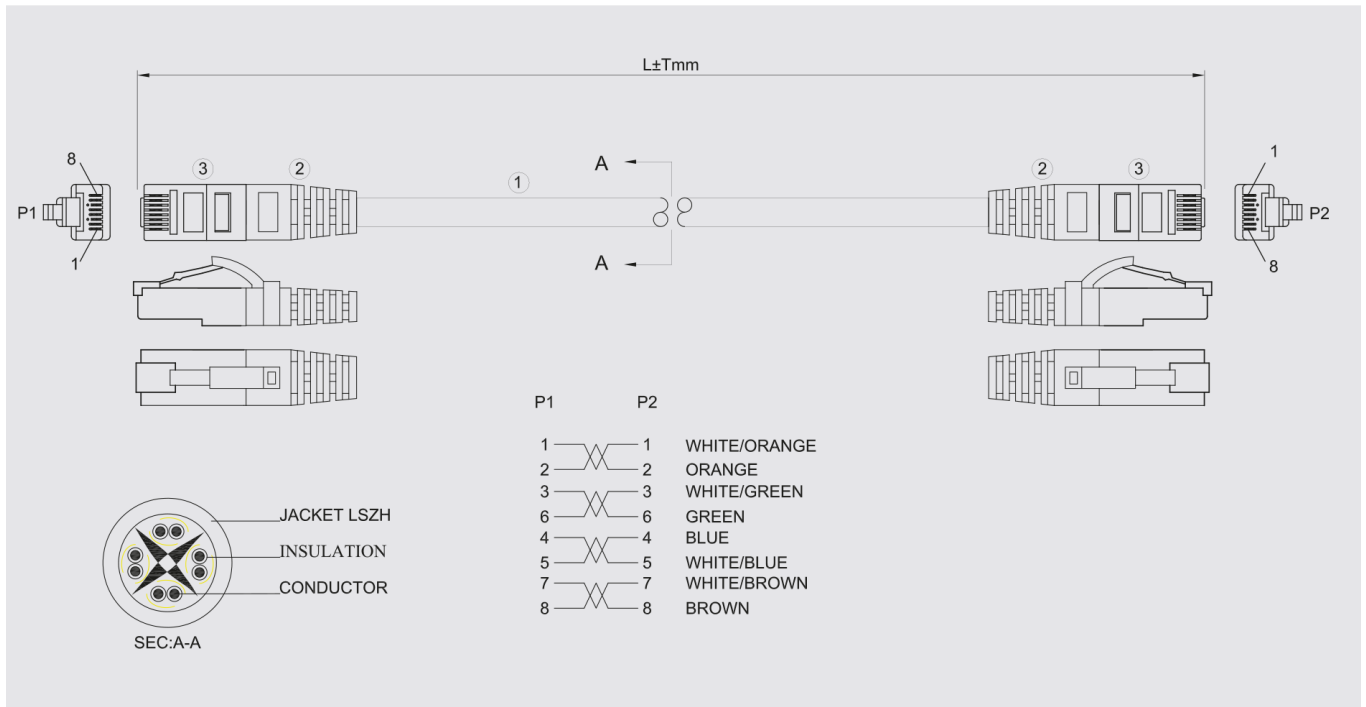 L±Tmm
8
3
2
1
A
2
3
1
P1
P2
1
A
8
P1 P2
1 1 WHITE/ORANGE
2 2 ORANGE
3 3 WHITE/GREEN
6 6 GREEN
4 4 BLUE
5 5 WHITE/BLUE
7 7 WHITE/BROWN
8 8 BROWN
JACKET LSZH
INSULATION
CONDUCTOR
SEC:A-A